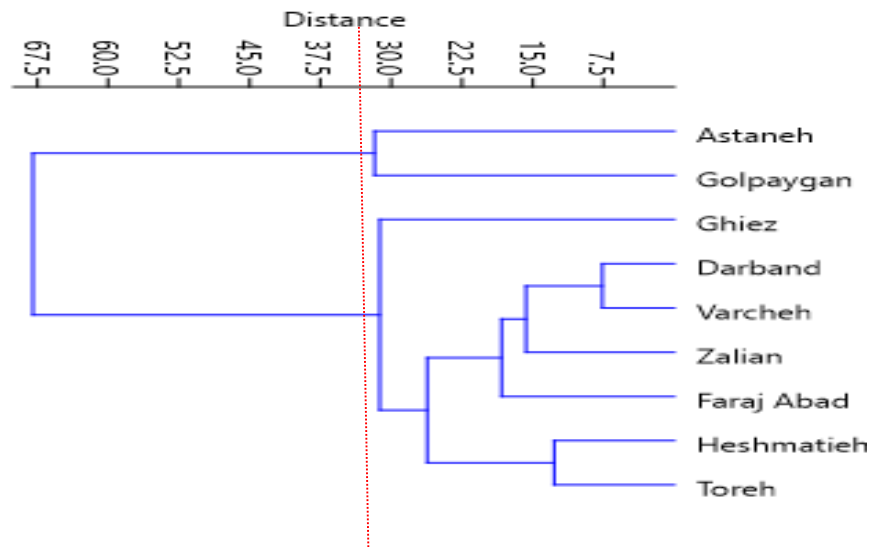 Distance
67.5 60.0 52.5 45.0 37.5 30.0 22.5 15.0 7.5
Astaneh
Golpaygan
Ghiez
Darband
Varcheh
Zalian
Faraj Abad
Heshmatieh
Toreh